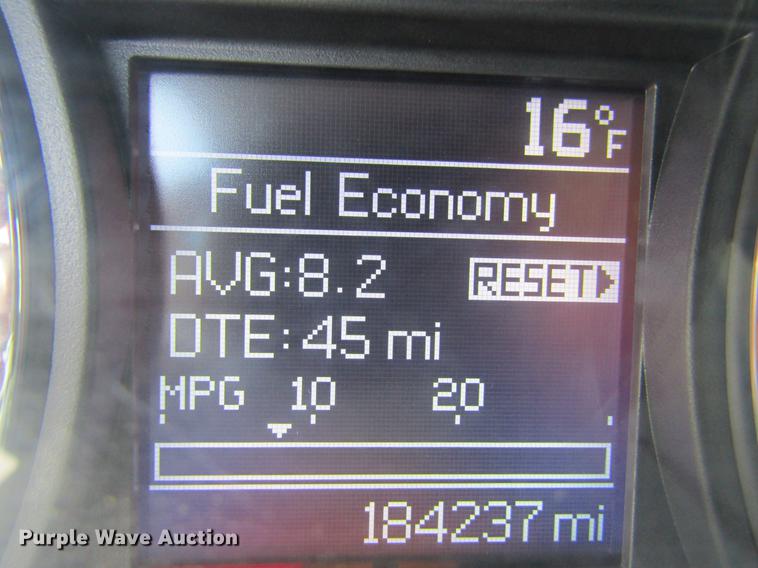 16°F
Fuel Economy
AVG:8.2 RESET
DTE:45 mi
MPG 10 20
184237 mi
Purple Wave Auction